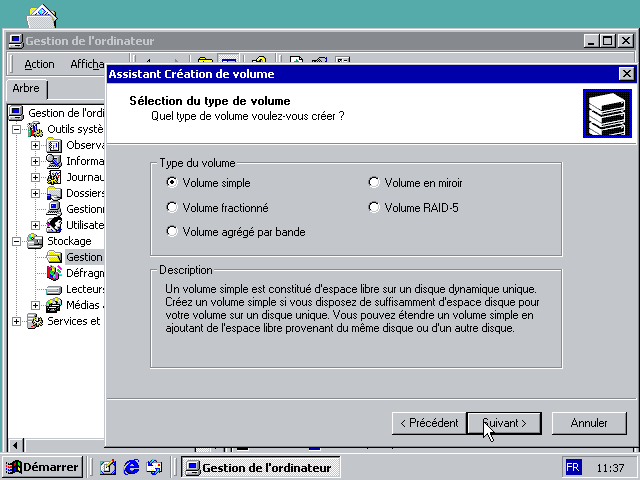 Gestion de l'ordinateur
Action
Arbre
Assistant Création de volume
Sélection du type de volume
Quel type de volume voulez-vous créer ?
Type du volume
Volume simple
Volume en miroir
Volume fractionné
Volume RAID-5
Volume agrégé par bande
Description
Un volume simple est constitué d'espace libre sur un disque dynamique unique.
Créez un volume simple si vous disposez de suffisamment d'espace disque pour
votre volume sur un disque unique. Vous pouvez étendre un volume simple en
ajoutant de l'espace libre provenant du même disque ou d'un autre disque.
Gestion de l'ordi
Outils systè
Observa
Informa
Journau
Dossiers
Gestionn
Utilisate
Stockage
Gestion
Défragm
Lecteurs
Médias
Services et
< Précédent
Suivant >
Annuler
Démarrer
Gestion de l'ordinateur
FR
11:37